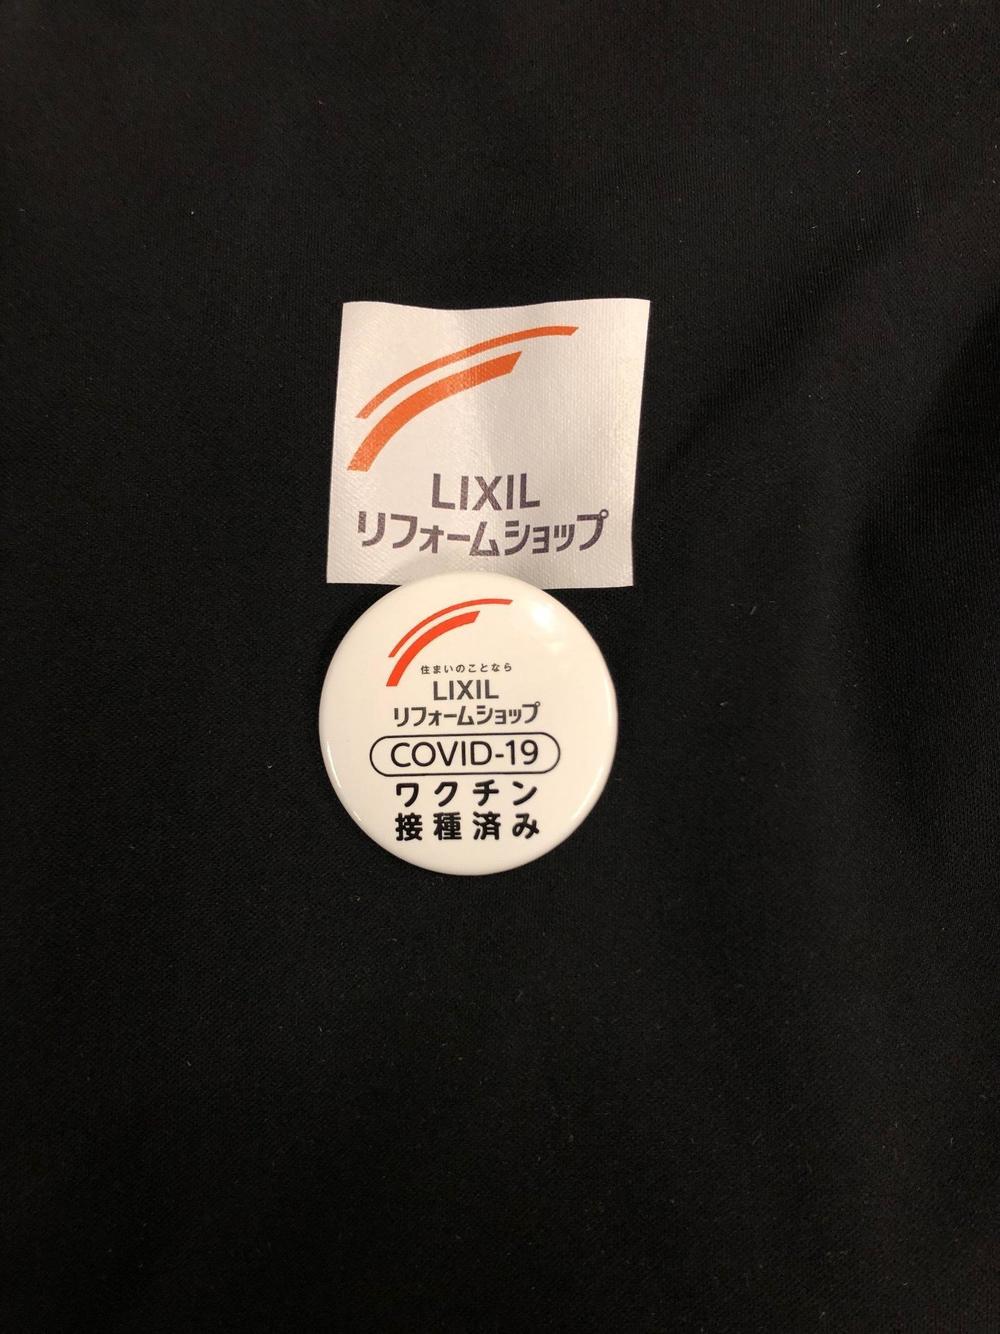 LIXIL
リフォームショップ
住まいのことなら
LIXIL
リフォームショップ
COVID-19
ワクチン
接種済み